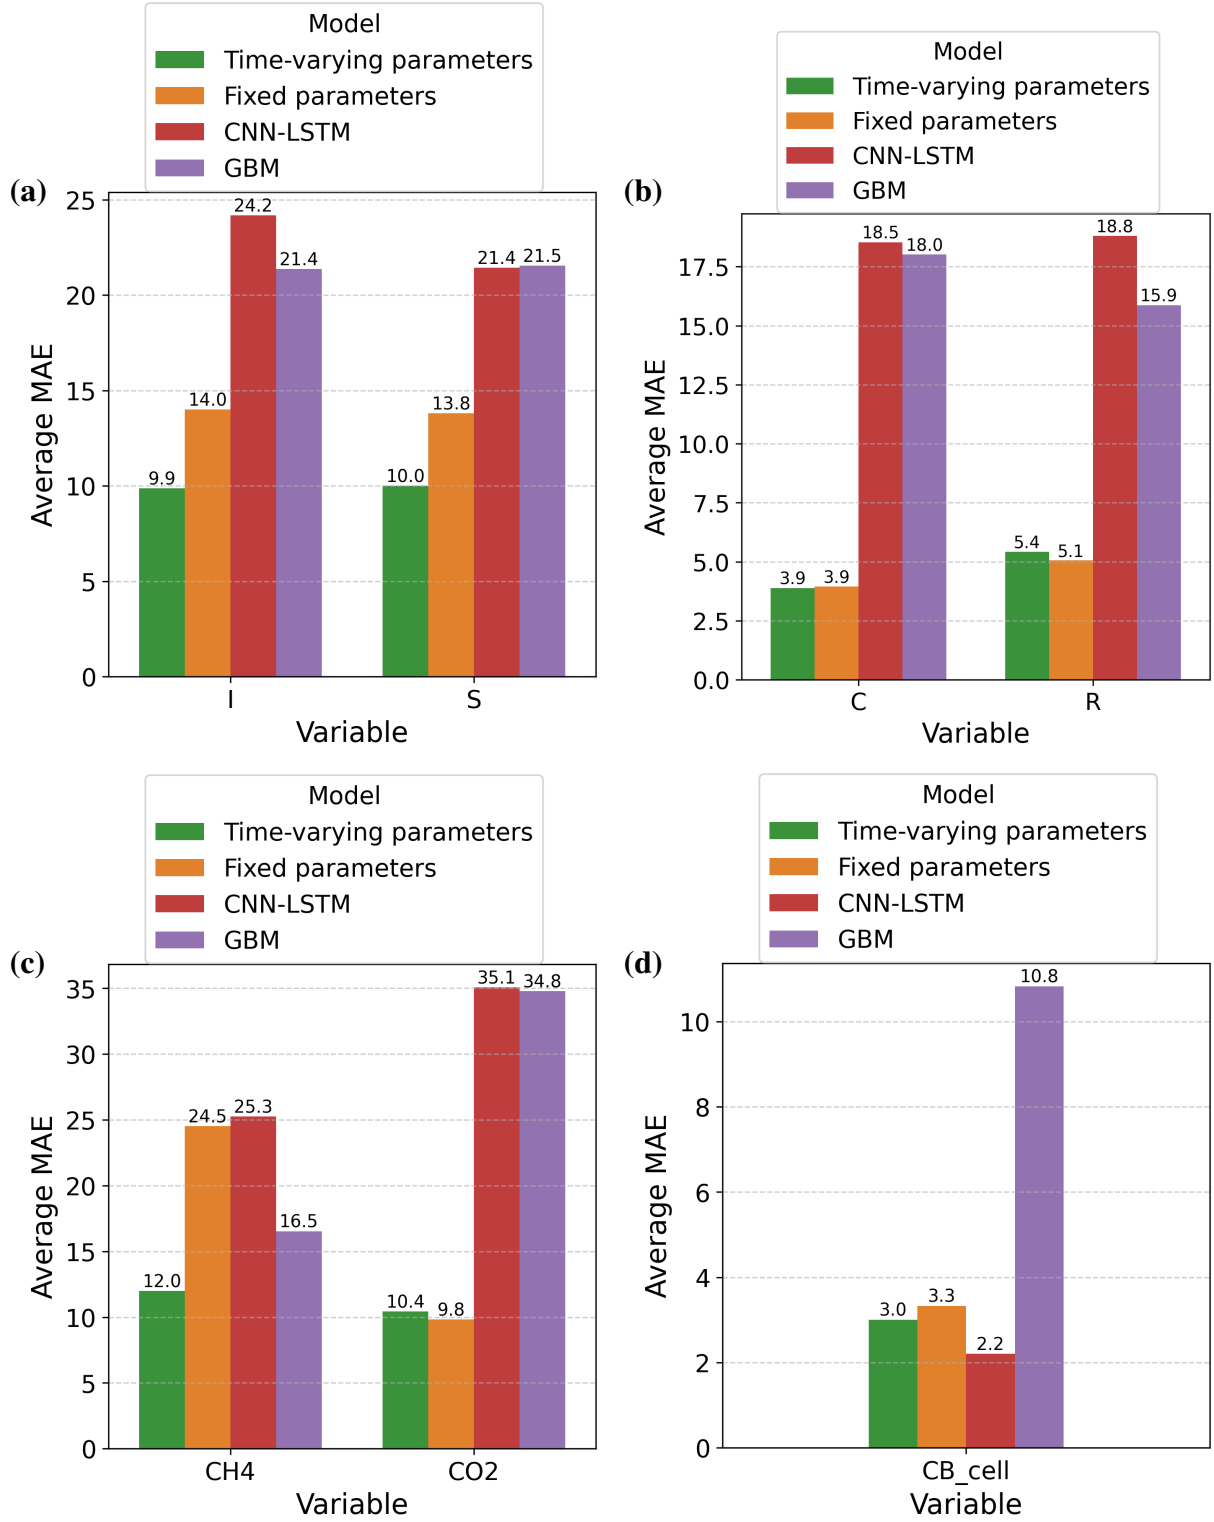 (a)
Model
Time-varying parameters
Fixed parameters
CNN-LSTM
GBM
Average MAE
25
20
15
10
5
0
9.9
14.0
24.2
21.4
10.0
13.8
21.4
21.5
I
S
Variable
(b)
Model
Time-varying parameters
Fixed parameters
CNN-LSTM
GBM
Average MAE
17.5
15.0
12.5
10.0
7.5
5.0
2.5
0.0
3.9
3.9
18.5
18.0
5.4
5.1
18.8
15.9
C
R
Variable
(c)
Model
Time-varying parameters
Fixed parameters
CNN-LSTM
GBM
Average MAE
35
30
25
20
15
10
5
0
12.0
24.5
25.3
16.5
10.4
9.8
35.1
34.8
CH4
CO2
Variable
(d)
Model
Time-varying parameters
Fixed parameters
CNN-LSTM
GBM
Average MAE
10
8
6
4
2
0
3.0
3.3
2.2
10.8
CB_cell
Variable